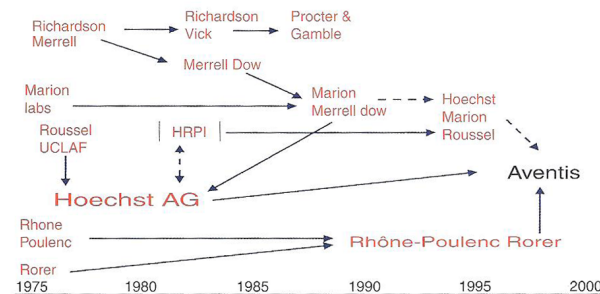 Richardson
Merrell
Richardson
Vick
Procter &
Gamble
Merrell Dow
Marion
labs
Marion
Merrell dow
Hoechst
Marion
Roussel
Roussel
UCLAF
HRPI
Aventis
Hoechst AG
Rhone
Poulenc
Rhône-Poulenc Rorer
Rorer
1975 1980 1985 1990 1995 2000